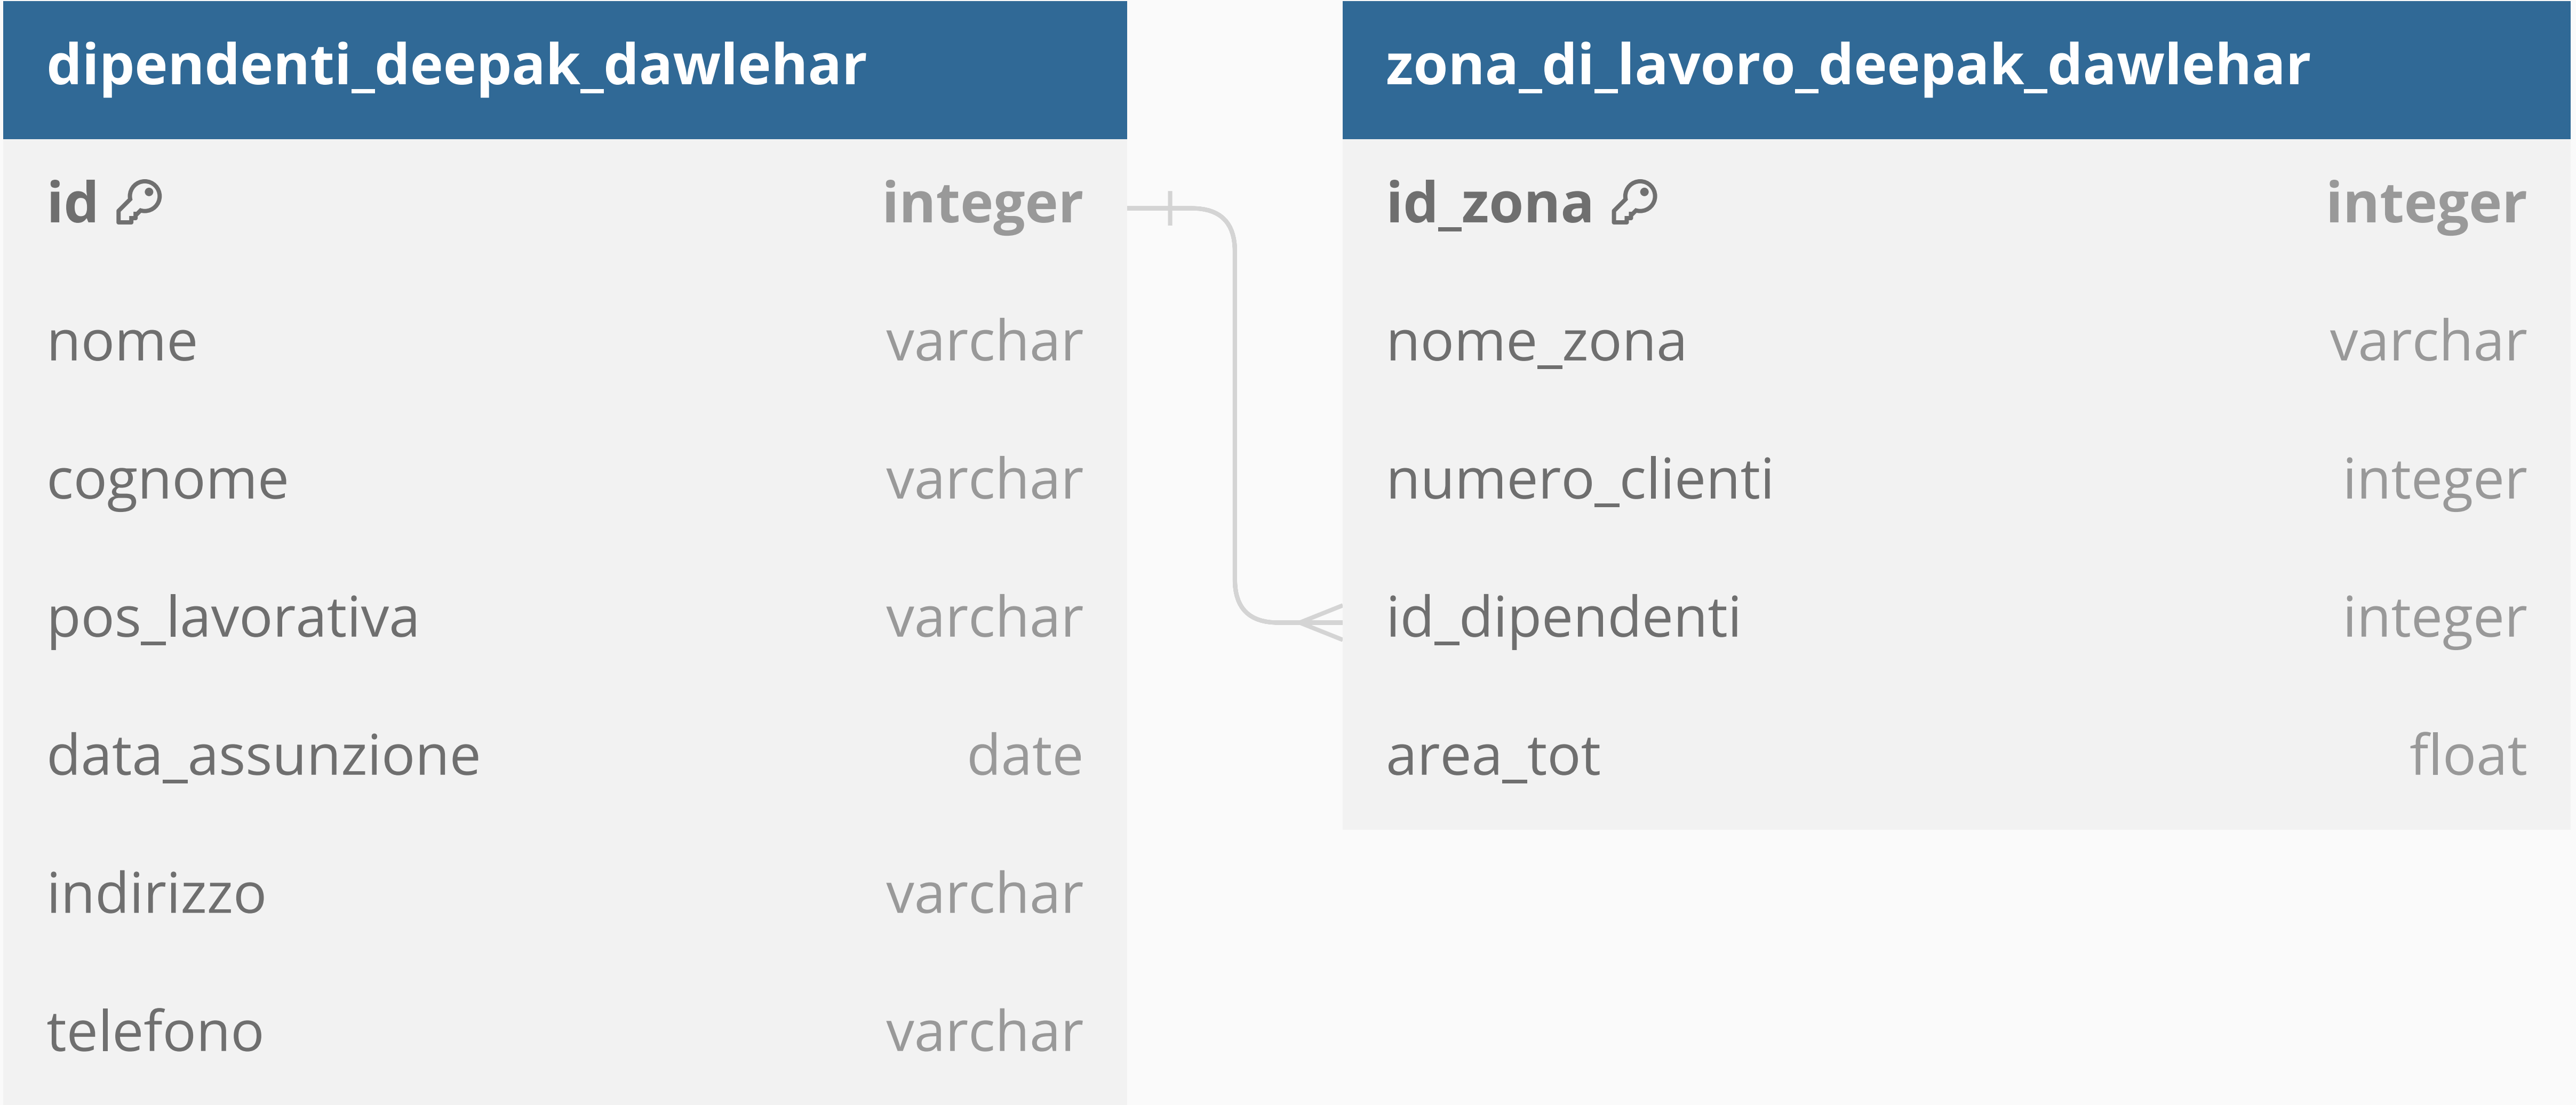 dipendenti_deepak_dawlehar
id integer
nome varchar
cognome varchar
pos_lavorativa varchar
data_assunzione date
indirizzo varchar
telefono varchar
zona_di_lavoro_deepak_dawlehar
id_zona integer
nome_zona varchar
numero_clienti integer
id_dipendenti integer
area_tot float